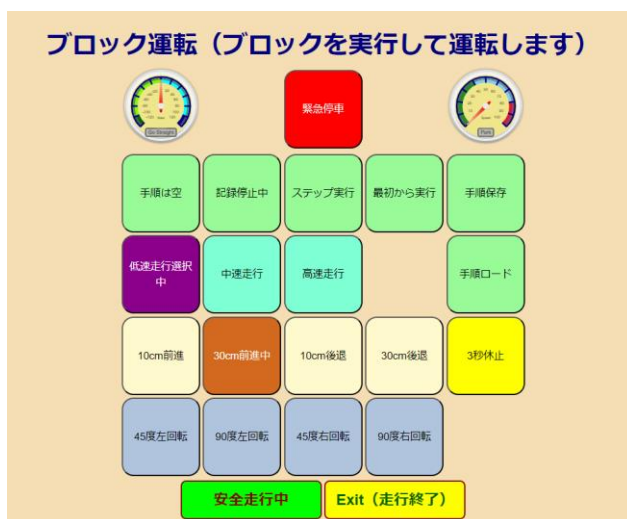 ブロック運転（ブロックを実行して運転します）
Go Straight
緊急停車
Park
手順は空
記録停止中
ステップ実行
最初から実行
手順保存
低速走行選択
中
中速走行
高速走行
手順ロード
10cm前進
30cm前進中
10cm後退
30cm後退
3秒休止
45度左回転
90度左回転
45度右回転
90度右回転
安全走行中
Exit（走行終了）